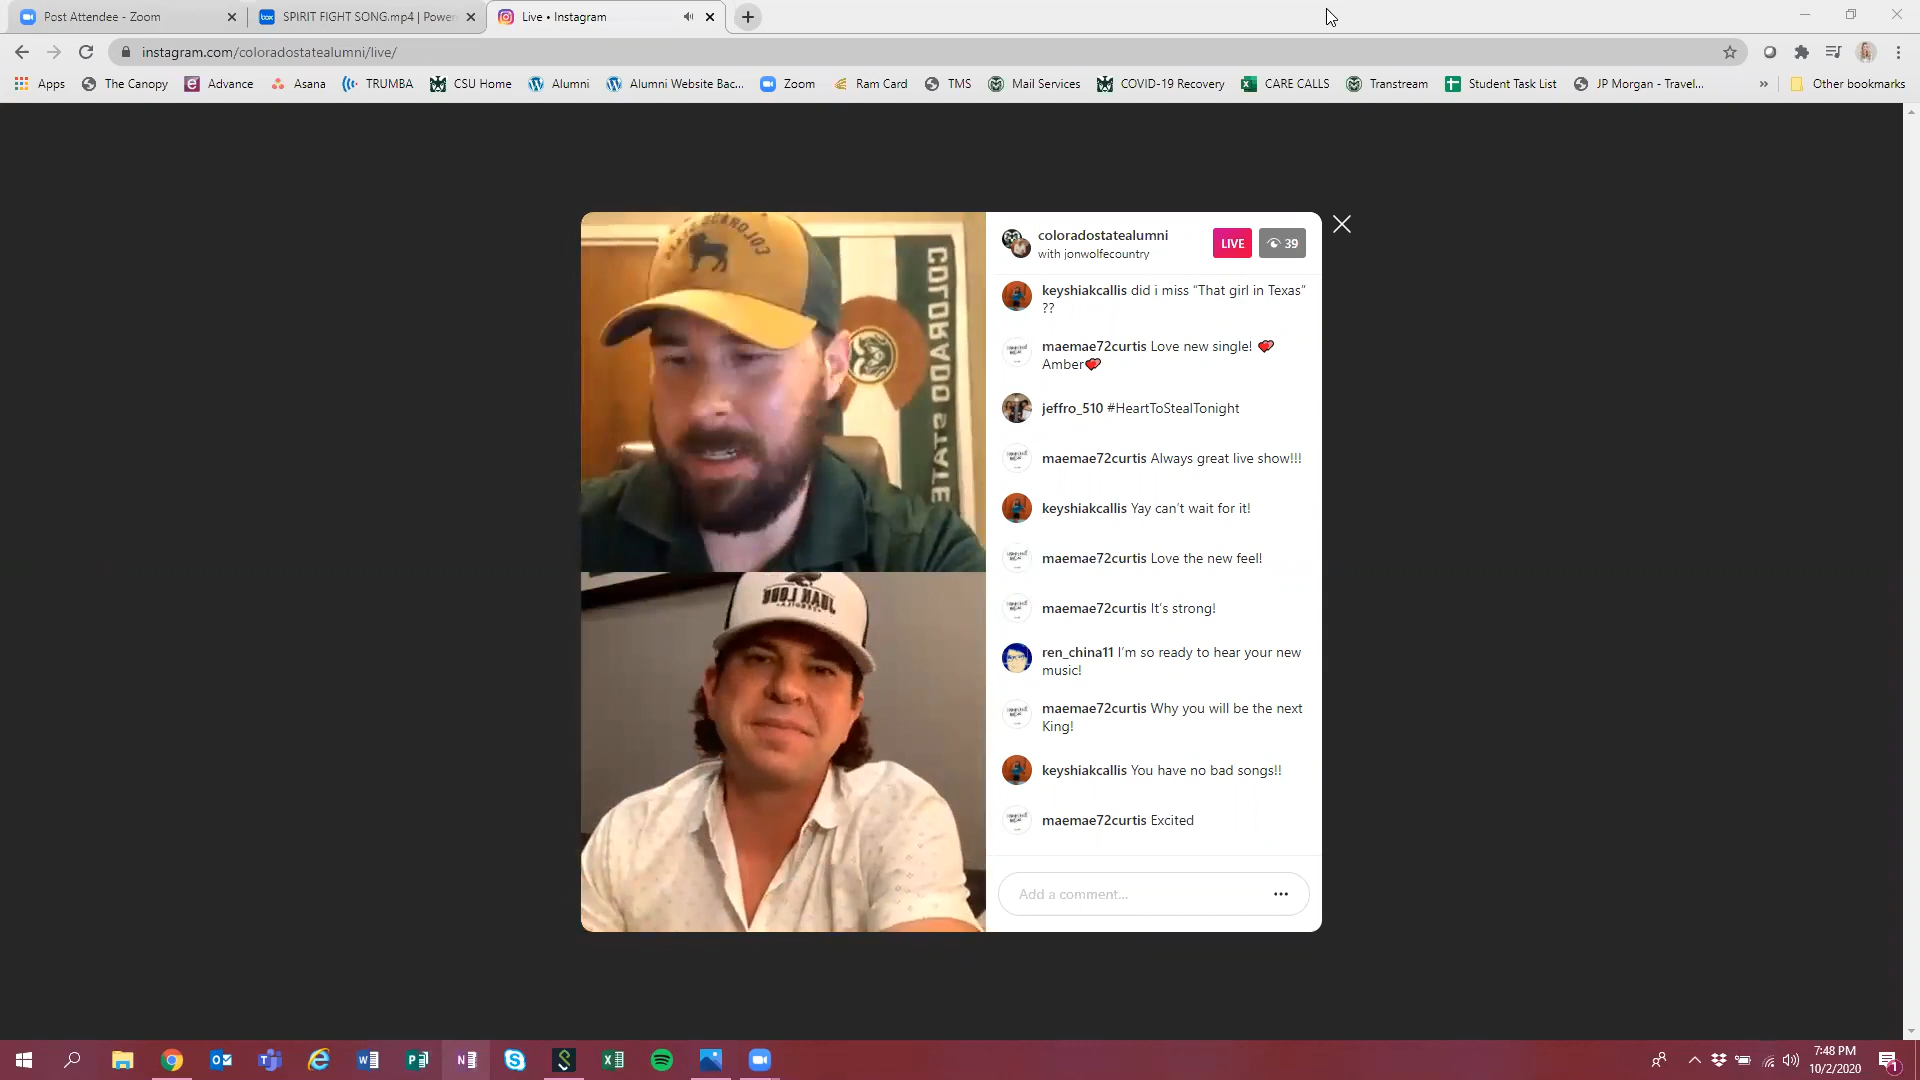 Post Attendee - Zoom
SPIRIT FIGHT SONG.mp4 | Power
Live • Instagram
instagram.com/coloradostatealumni/live/
Apps
The Canopy
Advance
Asana
TRUMBA
CSU Home
Alumni
Alumni Website Bac...
Zoom
Ram Card
TMS
Mail Services
COVID-19 Recovery
CARE CALLS
Transtream
Student Task List
JP Morgan - Travel...
»
Other bookmarks
box
COLORADO STATE
COLORADO STATE
JUAN LOUP
coloradostatealumni
with jonwolfecountry
LIVE
39
keyshiakcallis did i miss “That girl in Texas”
??
maemae72curtis Love new single! 💕
Amber💕
jeffro_510 #HeartToStealTonight
maemae72curtis Always great live show!!!
keyshiakcallis Yay can't wait for it!
maemae72curtis Love the new feel!
maemae72curtis It's strong!
ren_china11 I'm so ready to hear your new
music!
maemae72curtis Why you will be the next
King!
keyshiakcallis You have no bad songs!!
maemae72curtis Excited
Add a comment...
7:48 PM
10/2/2020
1